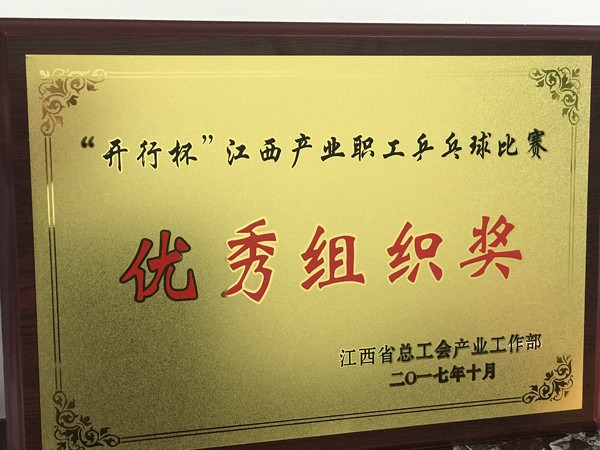 “开行杯”江西产业职工乒乓球比赛
优秀组织奖
江西省总工会产业工作部
二〇一七年十月